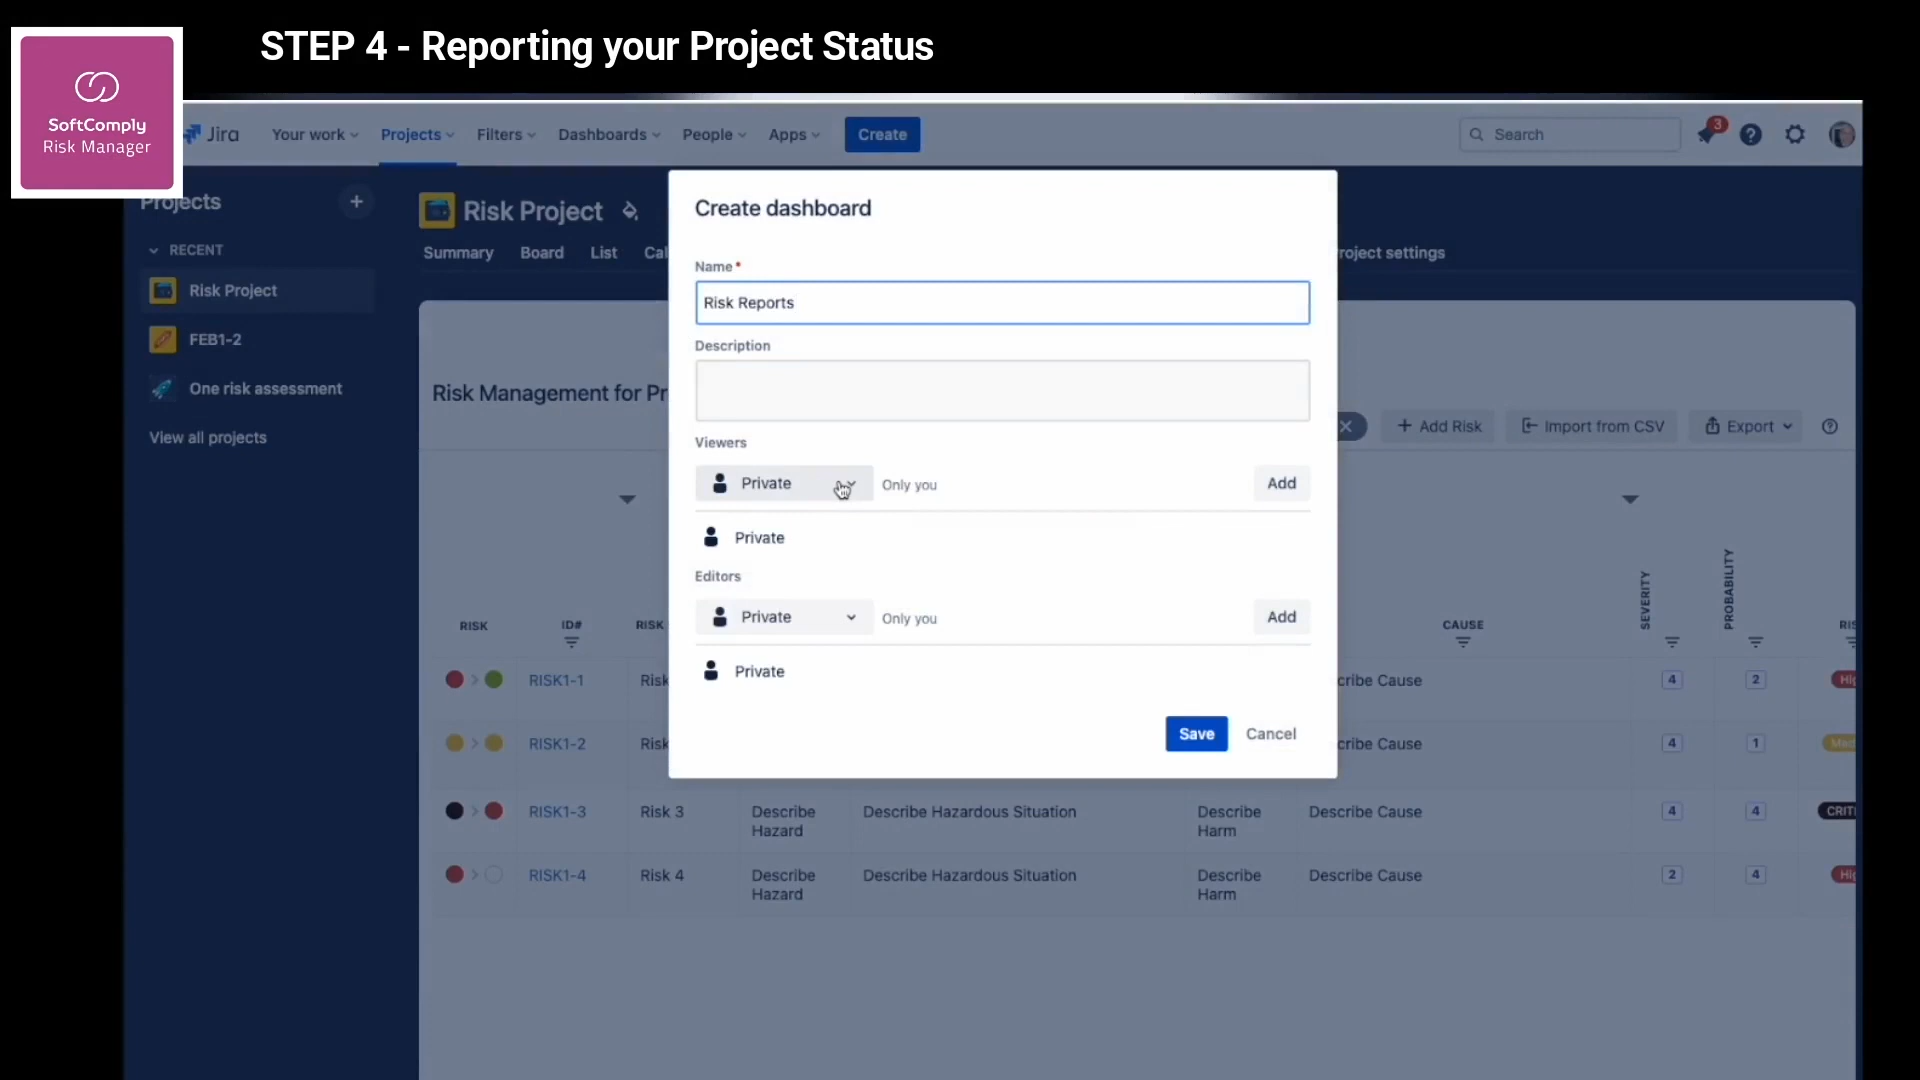 STEP 4 - Reporting your Project Status
SoftComply
Risk Manager
Jira
Your work
Projects
Filters
Dashboards
People
Apps
Create
Search
3
Projects
RECENT
Risk Project
FEB1-2
One risk assessment
View all projects
Risk Project
Summary
Board
List
Cal
roject settings
Risk Management for Pr
Add Risk
Import from CSV
Export
Create dashboard
Name*
Risk Reports
Description
Viewers
Private
Only you
Add
Private
Editors
Private
Only you
Add
Private
Save
Cancel
RISK
ID#
RISK
CAUSE
SEVERITY
PROBABILITY
RIS
RISK1-1
Risk
cribe Cause
4
2
Hig
RISK1-2
Risk
cribe Cause
4
1
Med
RISK1-3
Risk 3
Describe
Hazard
Describe Hazardous Situation
Describe
Harm
Describe Cause
4
4
CRIT
RISK1-4
Risk 4
Describe
Hazard
Describe Hazardous Situation
Describe
Harm
Describe Cause
2
4
Hig